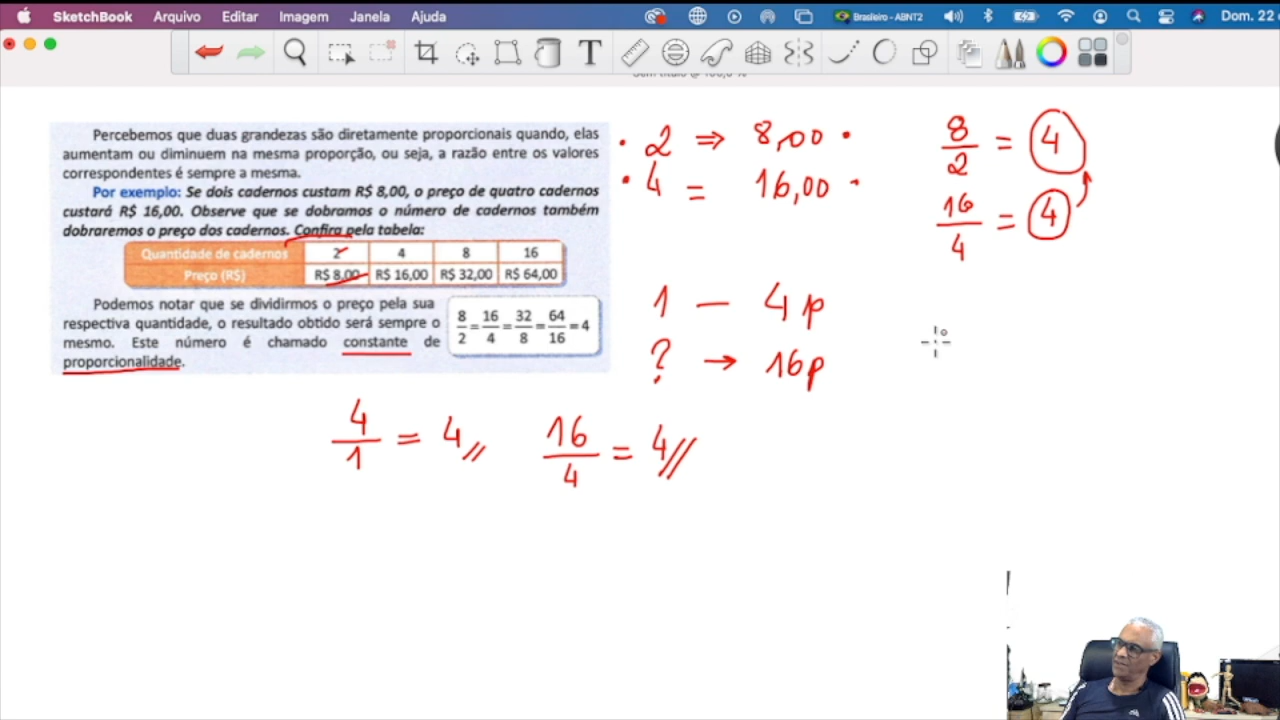 SketchBook Arquivo Editar Imagem Janela Ajuda Brasileiro - ABNT2 Dom. 22
T
Percebemos que duas grandezas são diretamente proporcionais quando, elas
aumentam ou diminuem na mesma proporção, ou seja, a razão entre os valores
correspondentes é sempre a mesma.
Por exemplo: Se dois cadernos custam R$ 8,00, o preço de quatro cadernos
custará R$ 16,00. Observe que se dobramos o número de cadernos também
dobraremos o preço dos cadernos. Confira pela tabela:
Quantidade de cadernos 2 4 8 16
Preço (R$) R$ 8,00 R$ 16,00 R$ 32,00 R$ 64,00
Podemos notar que se dividirmos o preço pela sua
respectiva quantidade, o resultado obtido será sempre o
mesmo. Este número é chamado constante de
proporcionalidade.
8/2 = 16/4 = 32/8 = 64/16 = 4
• 2 ⇒ 8,00 •
• 4 = 16,00 •
8/2 = 4
16/4 = 4
1 — 4p
? → 16p
4/1 = 4 16/4 = 4